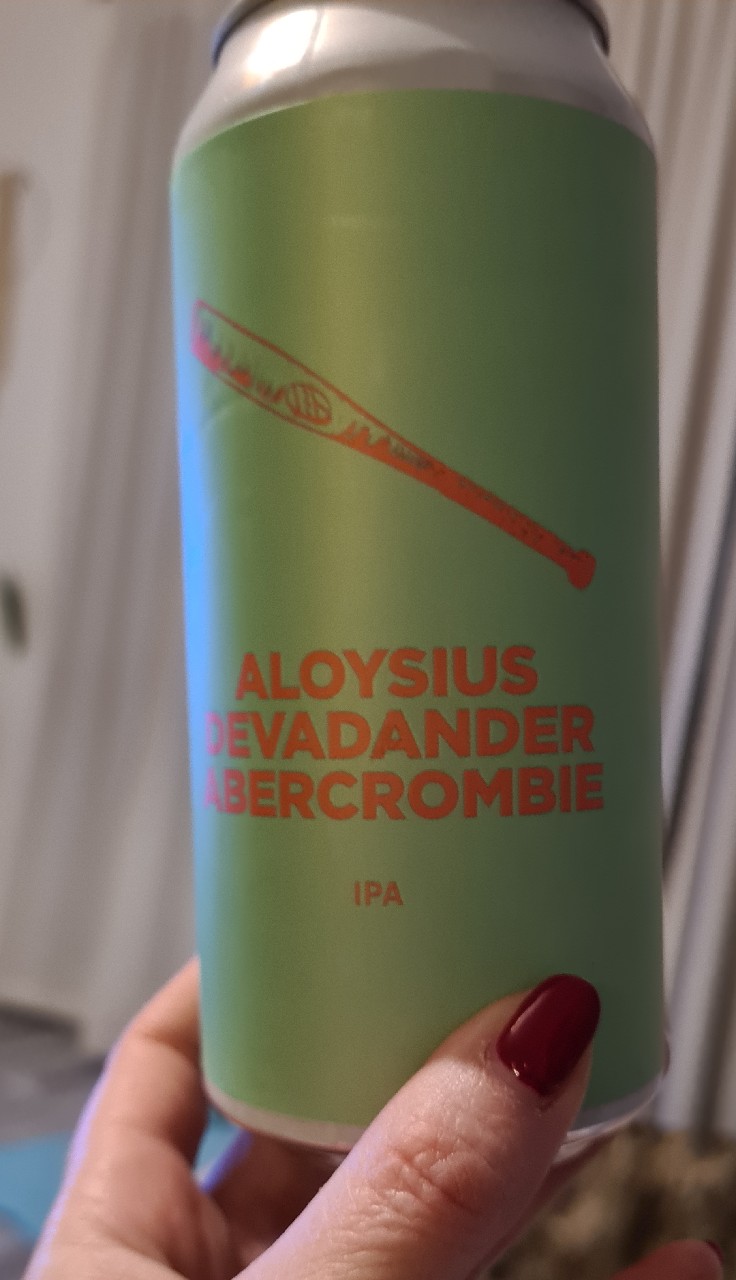 ALOYSIUS
DEVADANDER
ABERCROMBIE
IPA